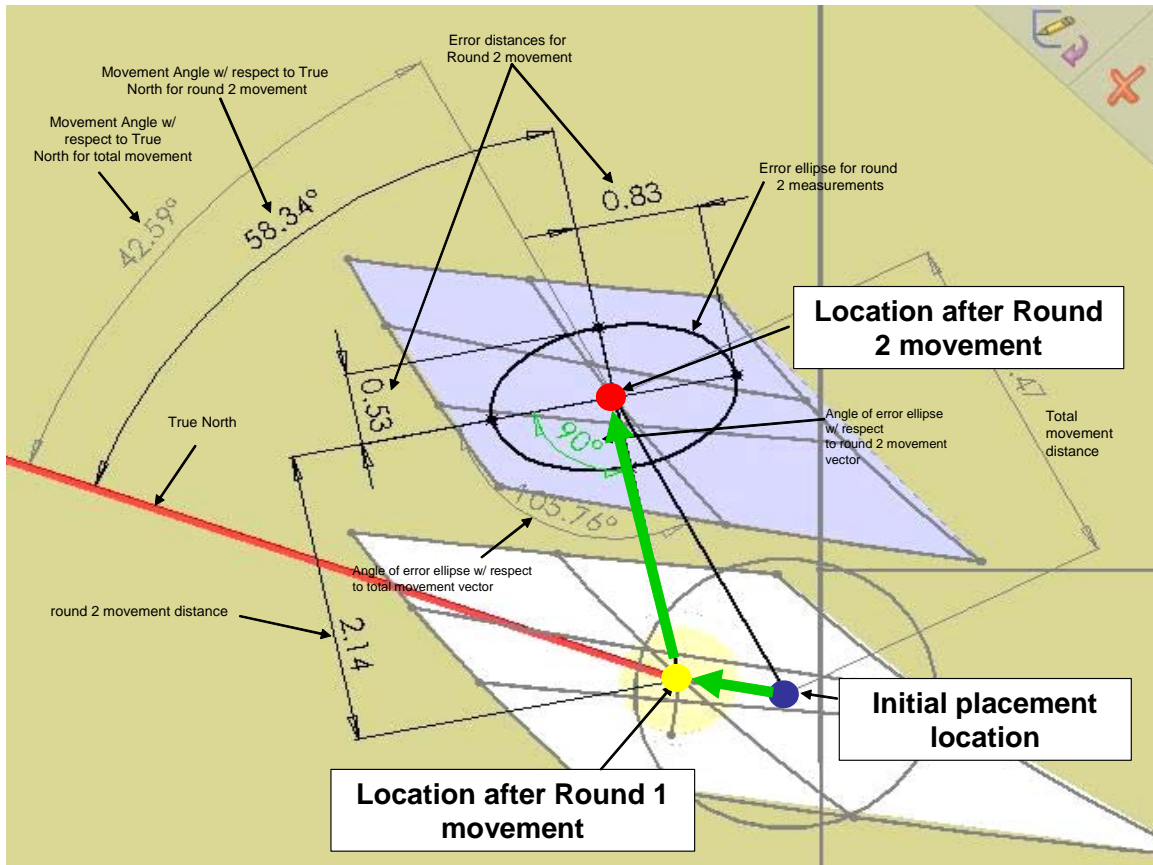 Error distances for
Round 2 movement
Movement Angle w/ respect to True
North for round 2 movement
Movement Angle w/
respect to True
North for total movement
Error ellipse for round
2 measurements
0.83
42.59°
58.34°
Location after Round
2 movement
.47
0.53
True North
90°
Angle of error ellipse
w/ respect
to round 2 movement
vector
Total
movement
distance
105.76°
Angle of error ellipse w/ respect
to total movement vector
round 2 movement distance
2.14
Initial placement
location
Location after Round 1
movement